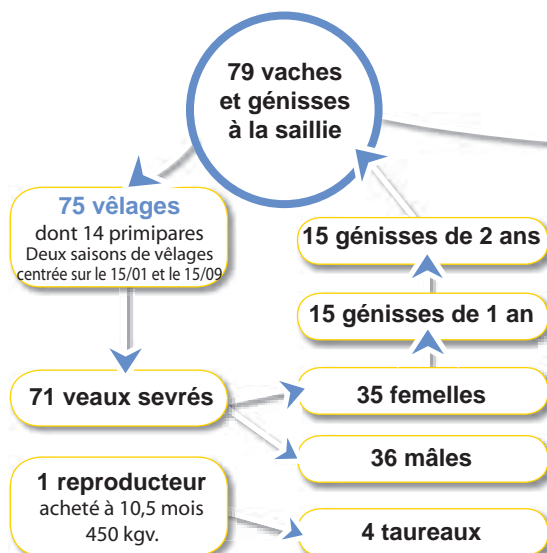 79 vaches
et génisses
à la saillie
75 vêlages
dont 14 primipares
Deux saisons de vêlages
centrée sur le 15/01 et le 15/09
15 génisses de 2 ans
15 génisses de 1 an
71 veaux sevrés
35 femelles
36 mâles
1 reproducteur
acheté à 10,5 mois
450 kgv.
4 taureaux